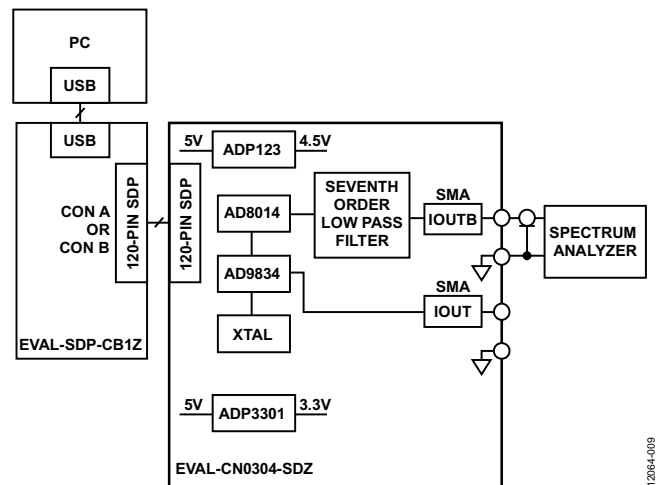 PC
USB
USB
CON A
OR
CON B
120-PIN SDP
EVAL-SDP-CB1Z
120-PIN SDP
5V
ADP123
4.5V
AD8014
SEVENTH
ORDER
LOW PASS
FILTER
SMA
IOUTB
SPECTRUM
ANALYZER
AD9834
SMA
IOUT
XTAL
5V
ADP3301
3.3V
EVAL-CN0304-SDZ
12064-009